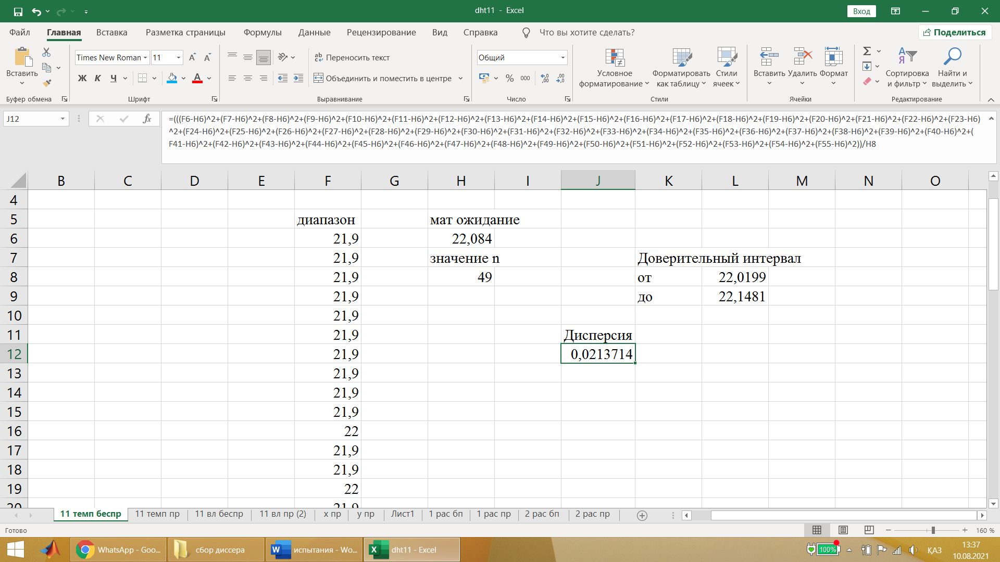 dht11 - Excel
Вход
Файл Главная Вставка Разметка страницы Формулы Данные Рецензирование Вид Справка Что вы хотите сделать? Поделиться
Вставить
Буфер обмена
Times New Roman 11
Ж К Ч А
Шрифт
Переносить текст
Объединить и поместить в центре
Выравнивание
Общий
% 000
Число
Условное форматирование
Форматировать как таблицу
Стили ячеек
Стили
Вставить Удалить Формат
Ячейки
Сортировка и фильтр
Найти и выделить
Редактирование
J12
fx
=(((F6-H6)^2+(F7-H6)^2+(F8-H6)^2+(F9-H6)^2+(F10-H6)^2+(F11-H6)^2+(F12-H6)^2+(F13-H6)^2+(F14-H6)^2+(F15-H6)^2+(F16-H6)^2+(F17-H6)^2+(F18-H6)^2+(F19-H6)^2+(F20-H6)^2+(F21-H6)^2+(F22-H6)^2+(F23-H6)
^2+(F24-H6)^2+(F25-H6)^2+(F26-H6)^2+(F27-H6)^2+(F28-H6)^2+(F29-H6)^2+(F30-H6)^2+(F31-H6)^2+(F32-H6)^2+(F33-H6)^2+(F34-H6)^2+(F35-H6)^2+(F36-H6)^2+(F37-H6)^2+(F38-H6)^2+(F39-H6)^2+(F40-H6)^2+(
F41-H6)^2+(F42-H6)^2+(F43-H6)^2+(F44-H6)^2+(F45-H6)^2+(F46-H6)^2+(F47-H6)^2+(F48-H6)^2+(F49-H6)^2+(F50-H6)^2+(F51-H6)^2+(F52-H6)^2+(F53-H6)^2+(F54-H6)^2+(F55-H6)^2))/H8
B C D E F G H I J K L M N O
4
5 диапазон мат ожидание
6 21,9 22,084
7 21,9 значение n Доверительный интервал
8 21,9 49 от 22,0199
9 21,9 до 22,1481
10 21,9
11 21,9 Дисперсия
12 21,9 0,0213714
13 21,9
14 21,9
15 21,9
16 22
17 21,9
18 21,9
19 22
20 21,9
11 темп беспр 11 темп пр 11 вл беспр 11 вл пр (2) х пр у пр Лист1 1 рас бп 1 рас пр 2 рас бп 2 рас пр
Готово
160 %
WhatsApp - Goo... сбор диссера испытания - Wo... dht11 - Excel
100% ҚАЗ 13:37
10.08.2021